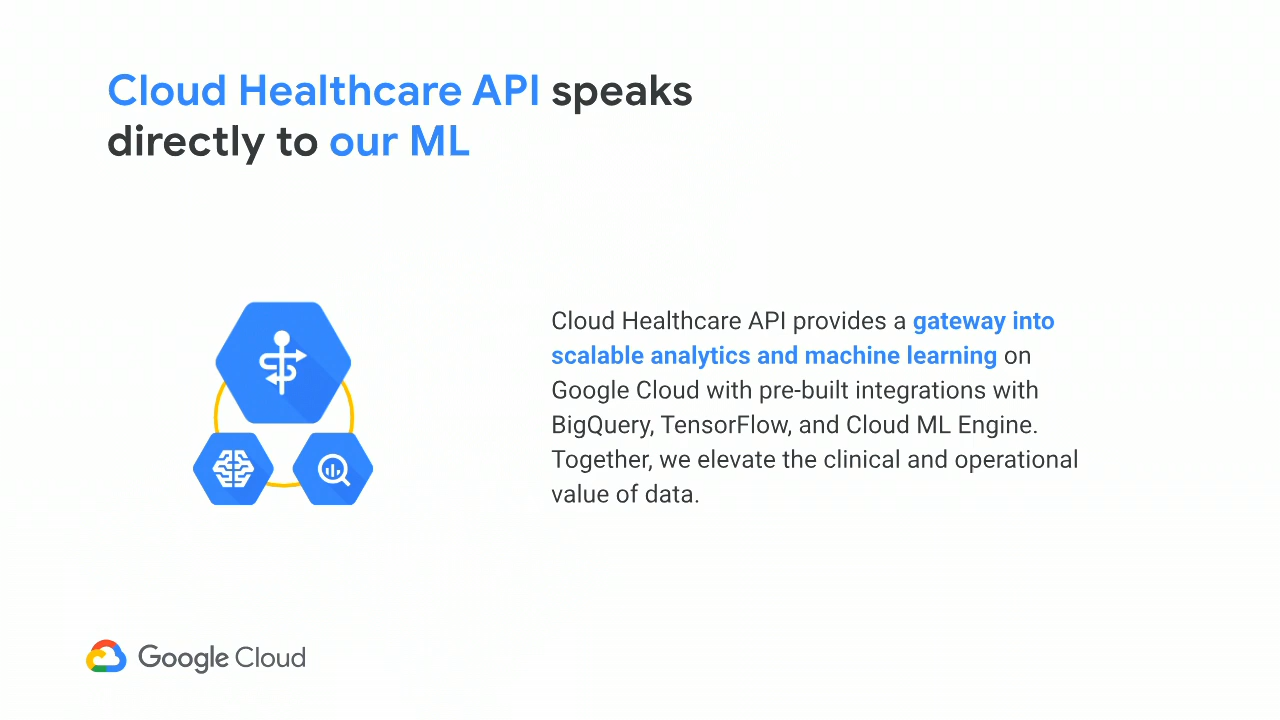 Cloud Healthcare API speaks
directly to our ML
Cloud Healthcare API provides a gateway into
scalable analytics and machine learning on
Google Cloud with pre-built integrations with
BigQuery, TensorFlow, and Cloud ML Engine.
Together, we elevate the clinical and operational
value of data.
Google Cloud